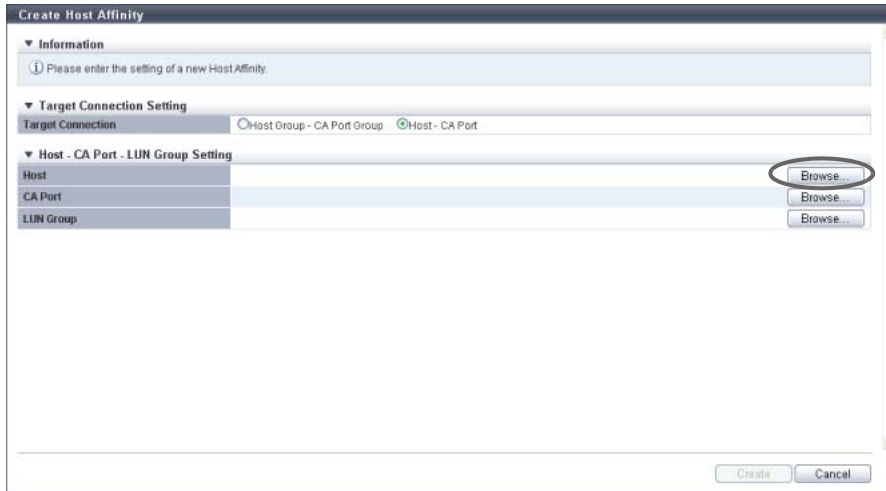 Create Host Affinity
▼ Information
Please enter the setting of a new Host Affinity.
▼ Target Connection Setting
Target Connection Host Group - CA Port Group Host - CA Port
▼ Host - CA Port - LUN Group Setting
Host Browse...
CA Port Browse...
LUN Group Browse...
Create Cancel